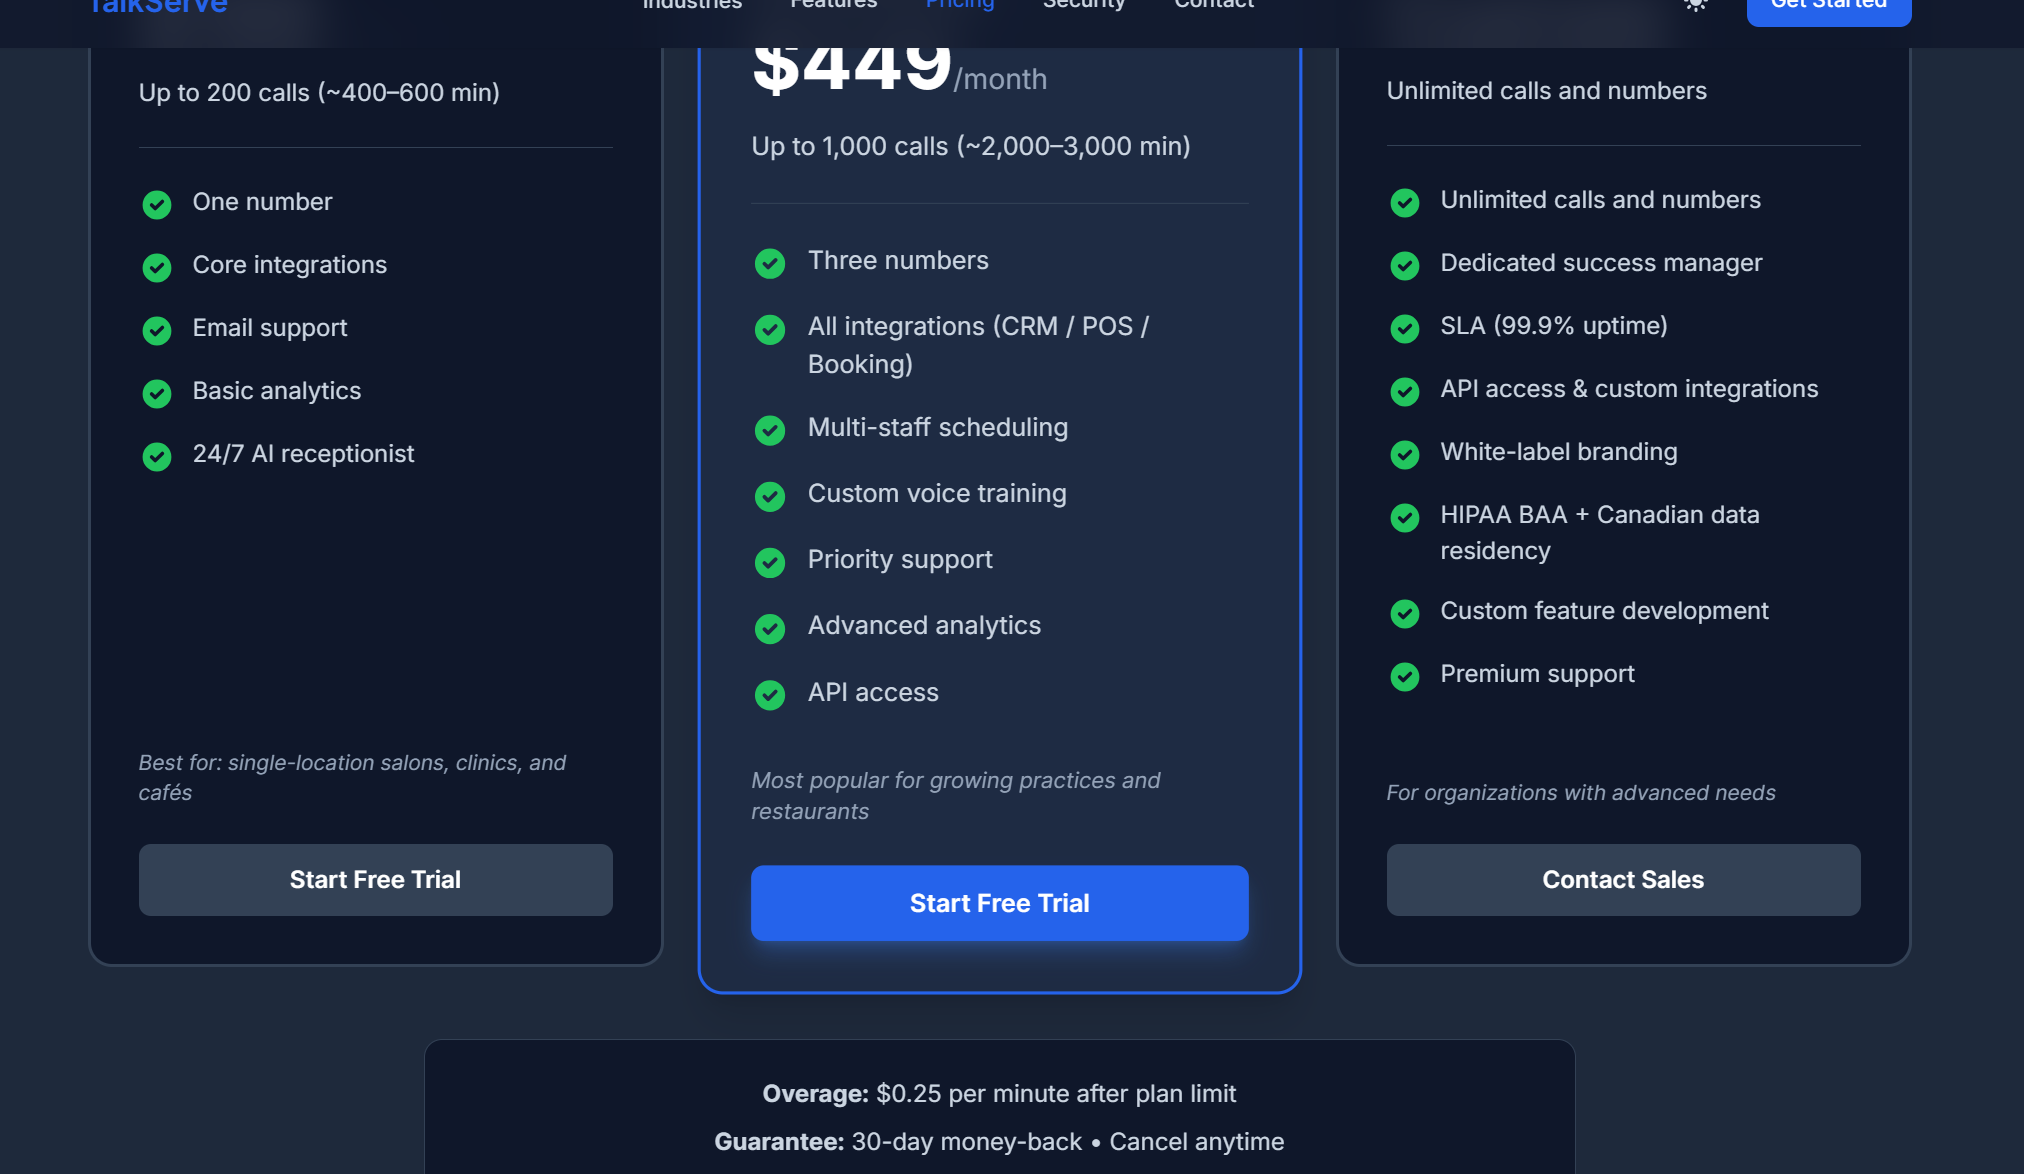 TalkServe
Industries
Features
Pricing
Security
Contact
Get Started
Up to 200 calls (~400–600 min)
One number
Core integrations
Email support
Basic analytics
24/7 AI receptionist
Best for: single-location salons, clinics, and
cafés
Start Free Trial
$449/month
Up to 1,000 calls (~2,000–3,000 min)
Three numbers
All integrations (CRM / POS /
Booking)
Multi-staff scheduling
Custom voice training
Priority support
Advanced analytics
API access
Most popular for growing practices and
restaurants
Start Free Trial
Unlimited calls and numbers
Unlimited calls and numbers
Dedicated success manager
SLA (99.9% uptime)
API access & custom integrations
White-label branding
HIPAA BAA + Canadian data
residency
Custom feature development
Premium support
For organizations with advanced needs
Contact Sales
Overage: $0.25 per minute after plan limit
Guarantee: 30-day money-back • Cancel anytime